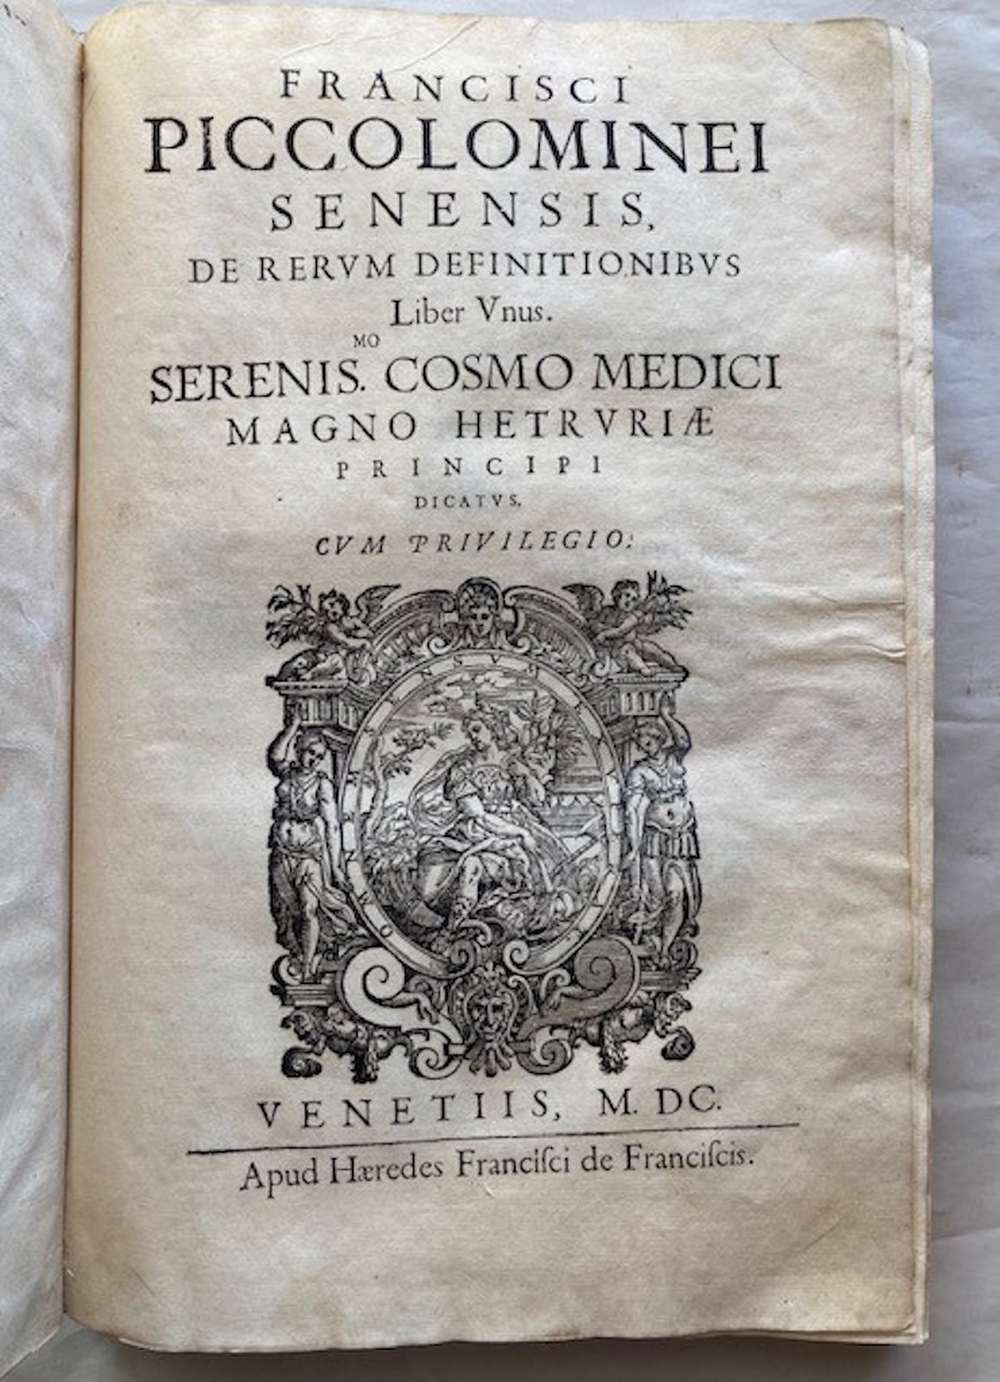 FRANCISCI
PICCOLOMINEI
SENENSIS,
DE RERVM DEFINITIONIBVS
Liber Vnus.
MO
SERENIS. COSMO MEDICI
MAGNO HETRVRIÆ
PRINCIPI
DICATVS.
CVM PRIVILEGIO.
VENETIIS, M. DC.
Apud Hæredes Franciſci de Franciſcis.